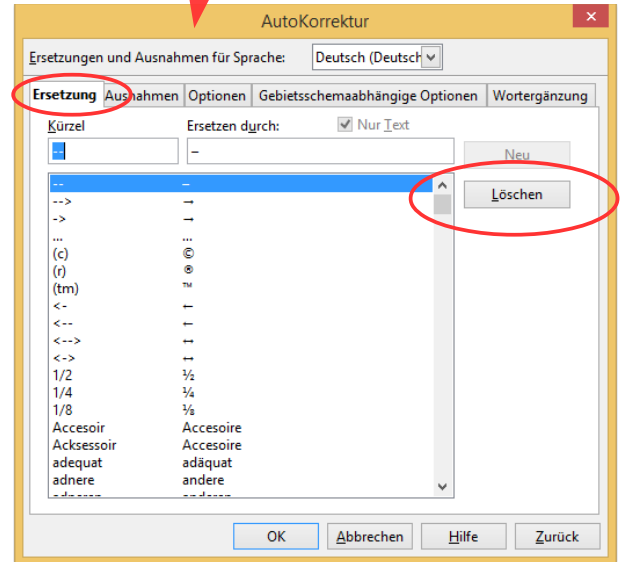 AutoKorrektur
Ersetzungen und Ausnahmen für Sprache: Deutsch (Deutsch
Ersetzung Ausnahmen Optionen Gebietsschemaabhängige Optionen Wortergänzung
Kürzel Ersetzen durch: Nur Text
-- – Neu
-- –
Löschen
--> →
-> →
... ...
(c) ©
(r) ®
(tm) ™
<- ←
<-- ←
<--> ↔
<-> ↔
1/2 ½
1/4 ¼
1/8 ⅛
Accesoir Accesoire
Acksessoir Accesoire
adequat adäquat
adnere andere
OK Abbrechen Hilfe Zurück